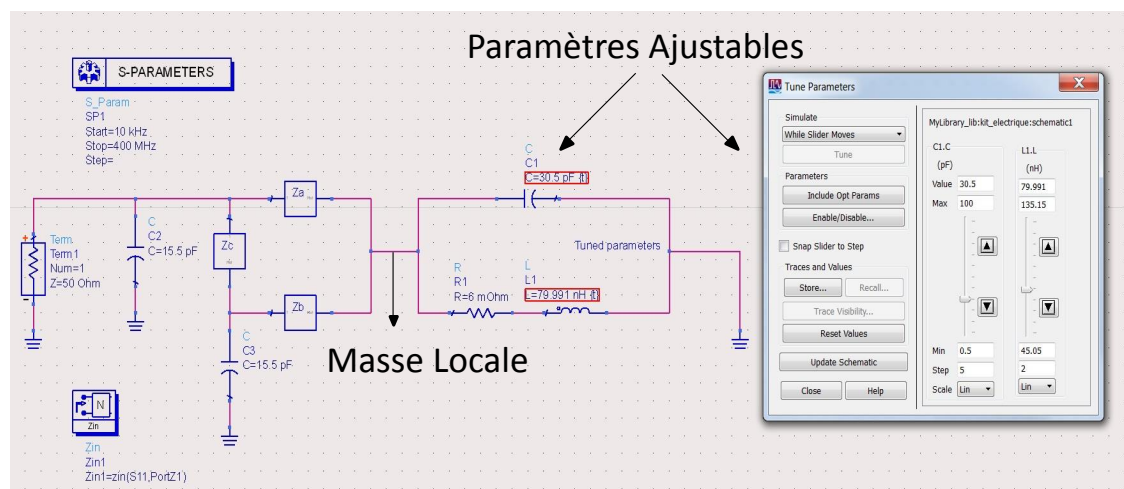 Paramètres Ajustables
S-PARAMETERS
S_Param
SP1
Start=10 kHz
Stop=400 MHz
Step=
Term
Term1
Num=1
Z=50 Ohm
C
C2
C=15.5 pF
Za
Zc
Zb
C
C3
C=15.5 pF
C
C1
C=30.5 pF {t}
Tuned parameters
R
R1
R=6 mOhm
L
L1
L=79.991 nH {t}
Masse Locale
N
Zin
Zin
Zin1
Zin1=zin(S11,PortZ1)
Tune Parameters
Simulate
While Slider Moves
Tune
Parameters
Include Opt Params
Enable/Disable...
Snap Slider to Step
Traces and Values
Store... Recall...
Trace Visibility...
Reset Values
Update Schematic
Close Help
MyLibrary_lib:kit_electrique:schematic1
C1.C L1.L
(pF) (nH)
Value 30.5 79.991
Max 100 135.15
Min 0.5 45.05
Step 5 2
Scale Lin Lin